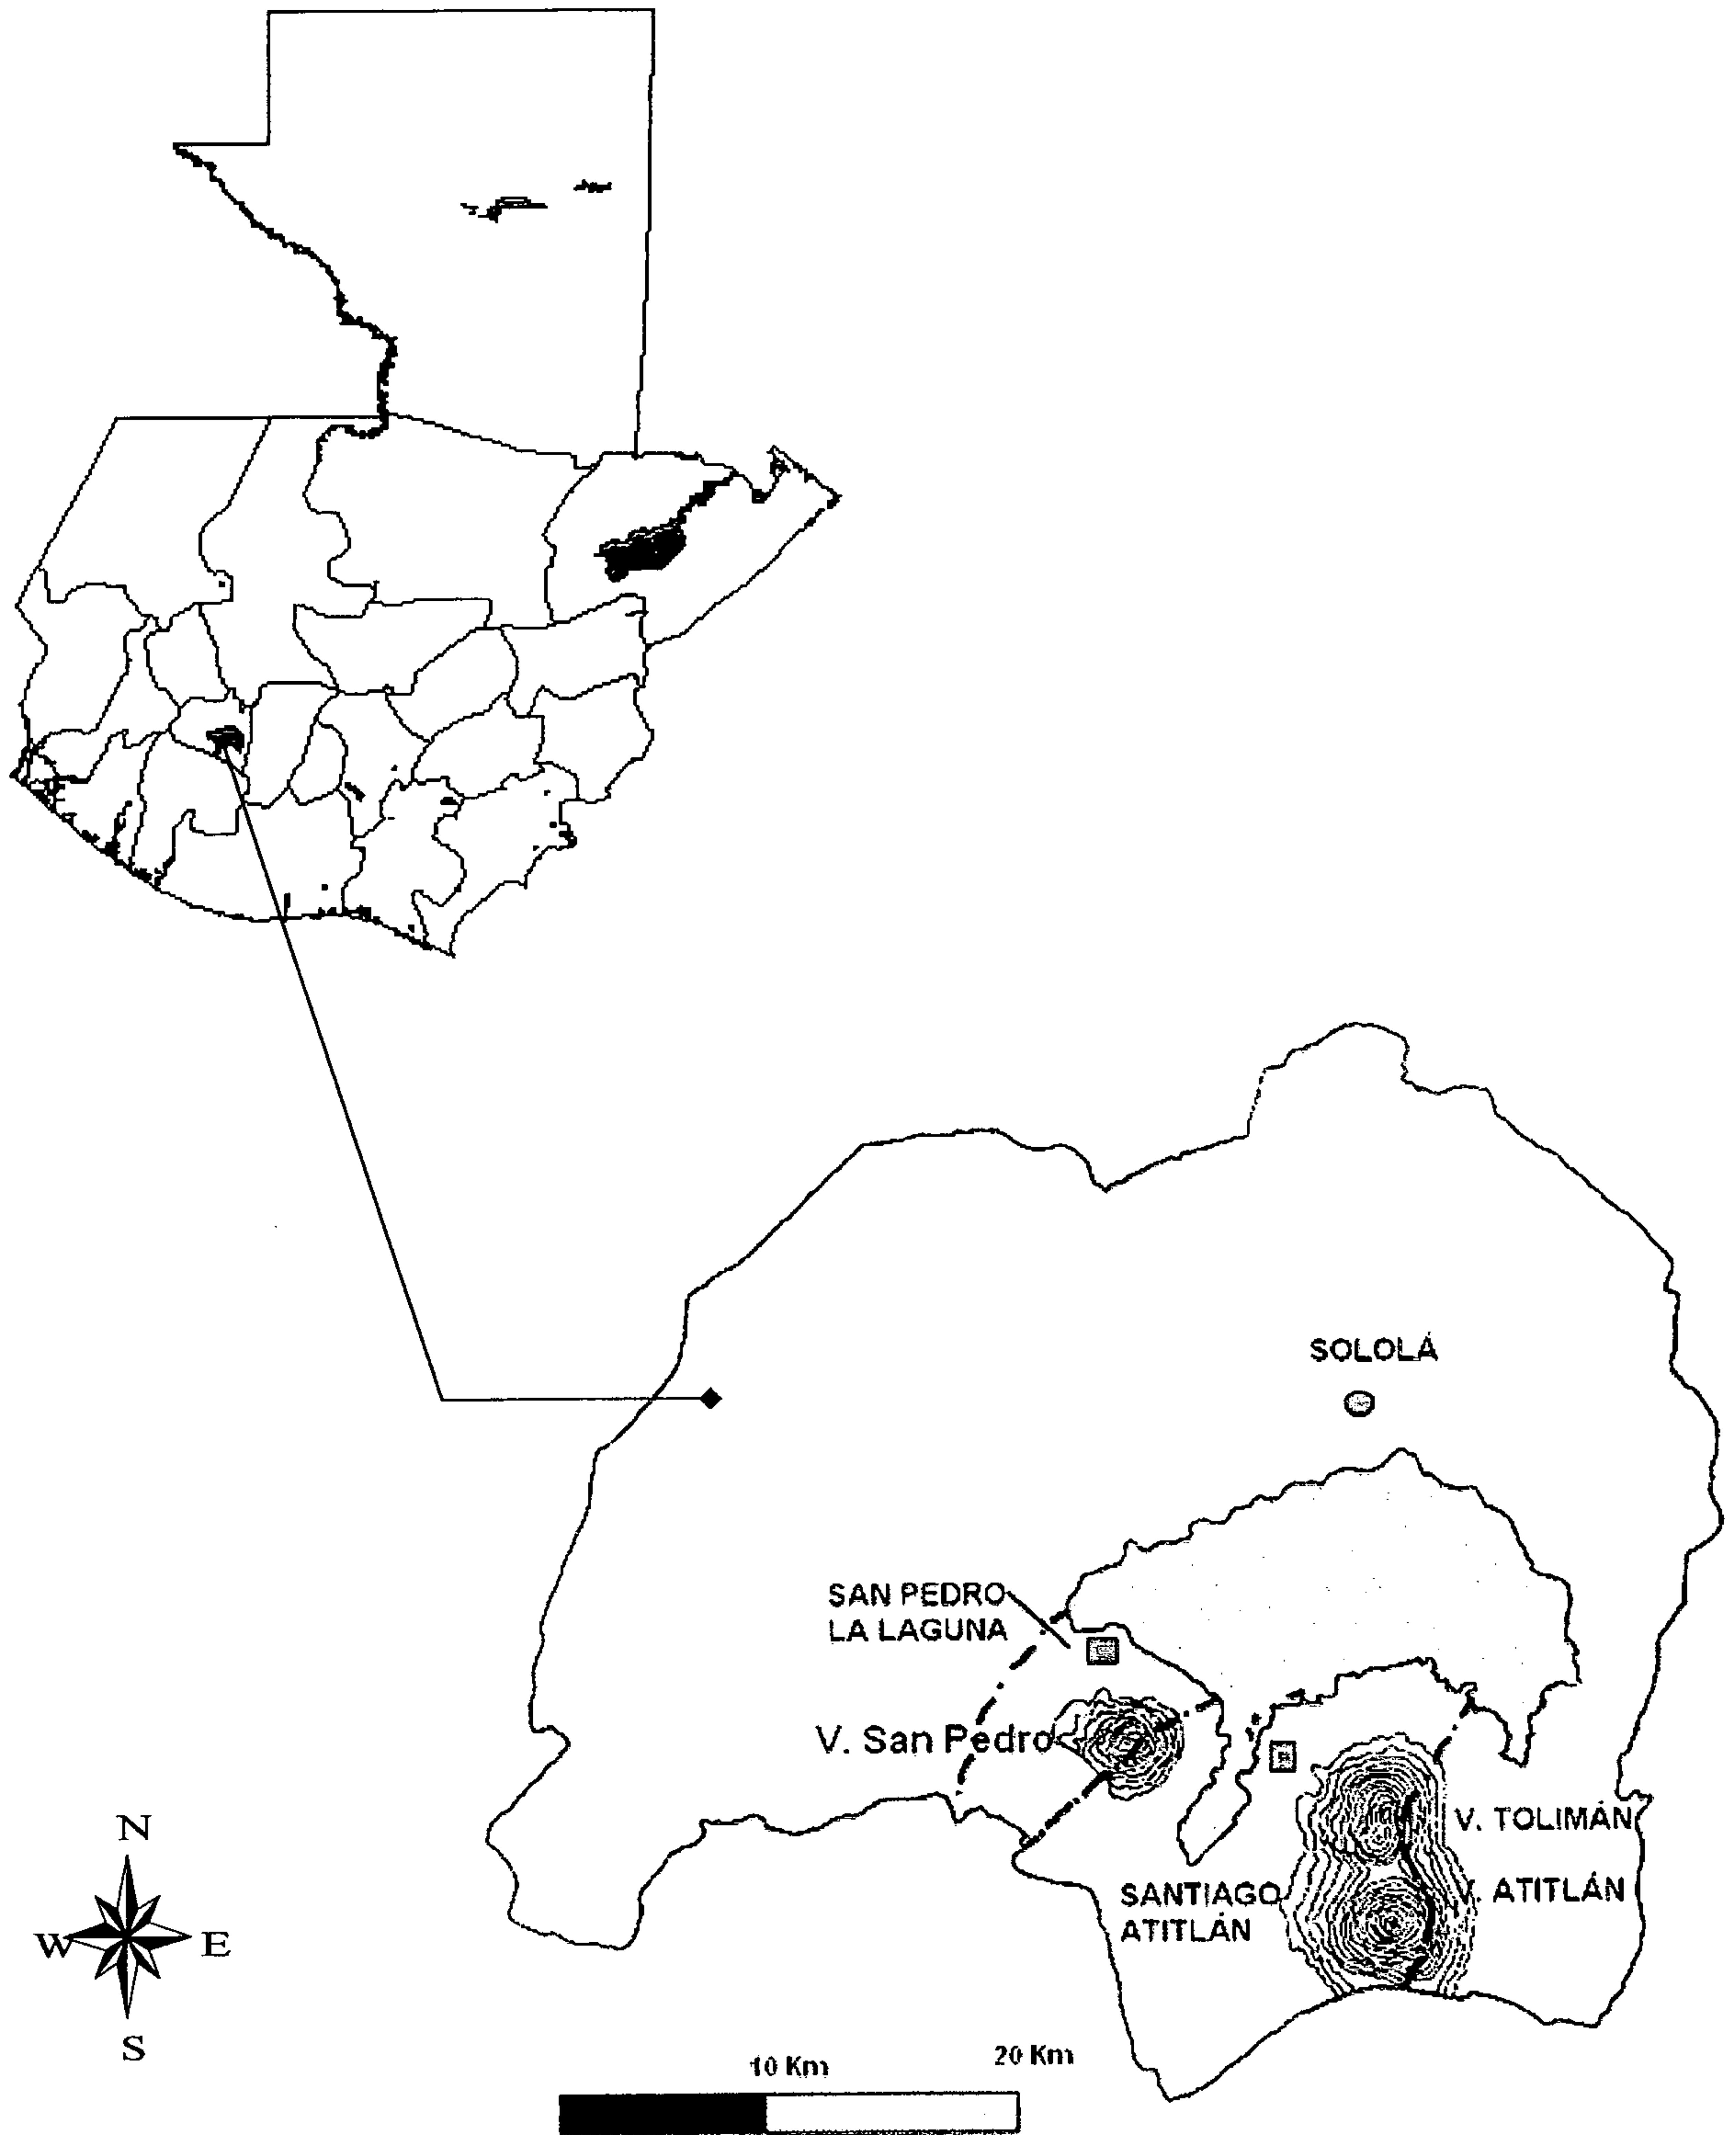 SOLOLÁ
SAN PEDRO
LA LAGUNA
V. San Pedro
V. TOLIMÁN
V. ATITLÁN
SANTIAGO
ATITLÁN
N
W
E
S
10 Km
20 Km